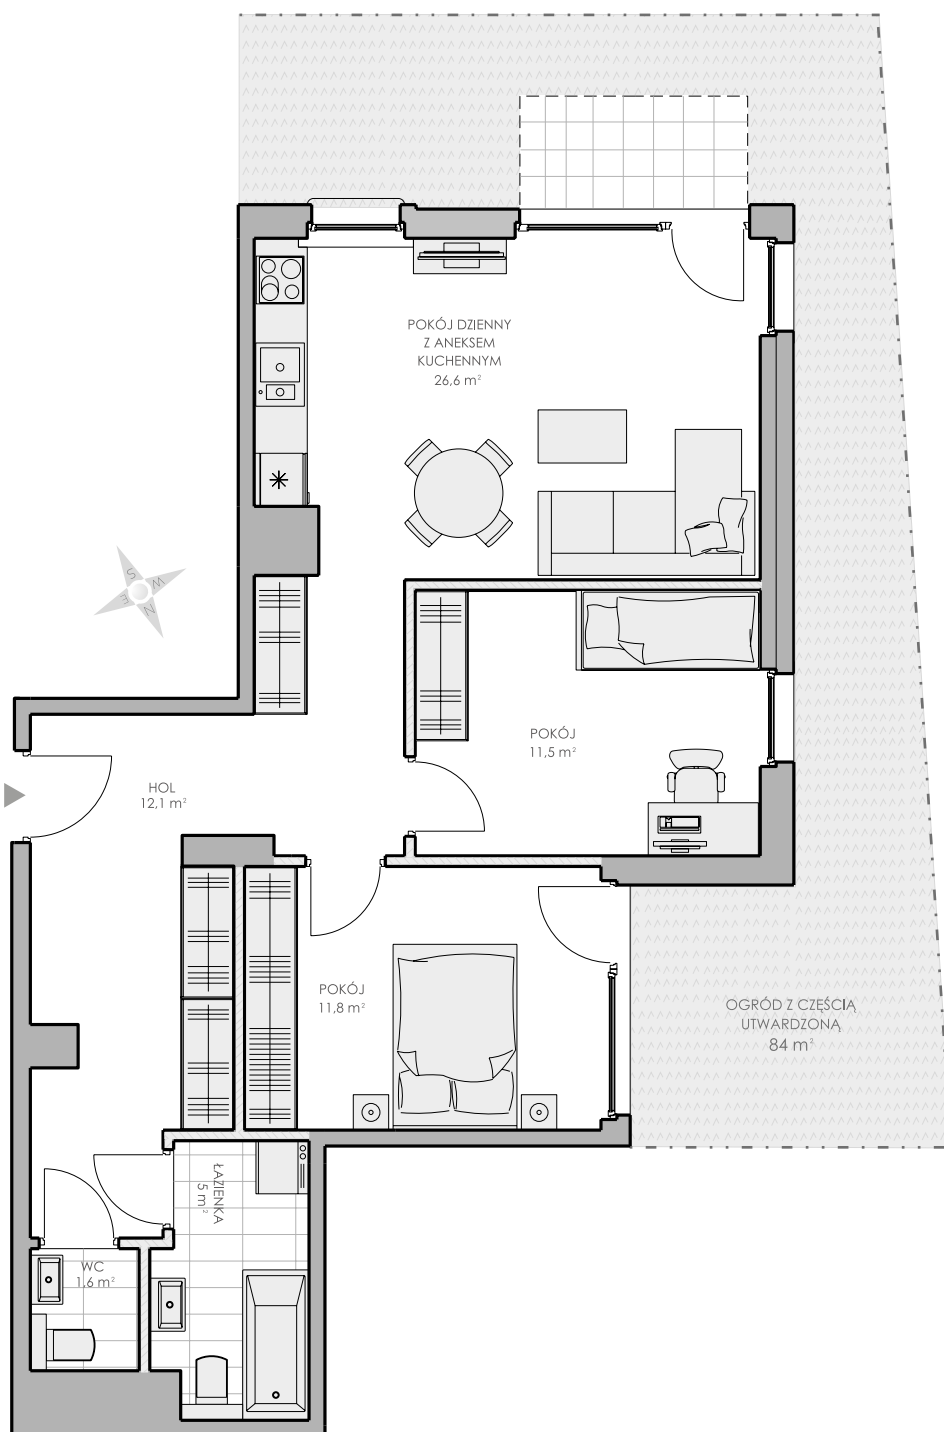 POKÓJ DZIENNY
Z ANEKSEM
KUCHENNYM
26,6 m²
S
W
E
N
POKÓJ
11,5 m²
HOL
12,1 m²
POKÓJ
11,8 m²
OGRÓD Z CZĘŚCIĄ
UTWARDZONĄ
84 m²
ŁAZIENKA
5 m²
WC
1,6 m²